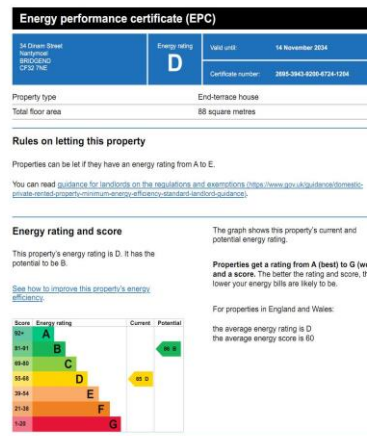 Energy performance certificate (EPC)
34 Dinam Street
Nantymoel
BRIDGEND
CF32 7NE
Energy rating
D
Valid until: 14 November 2034
Certificate number: 2695-3943-9200-6724-1204
Property type End-terrace house
Total floor area 88 square metres
Rules on letting this property
Properties can be let if they have an energy rating from A to E.
You can read guidance for landlords on the regulations and exemptions (https://www.gov.uk/guidance/domestic-
private-rented-property-minimum-energy-efficiency-standard-landlord-guidance).
Energy rating and score
This property's energy rating is D. It has the
potential to be B.
See how to improve this property's energy
efficiency.
Score Energy rating Current Potential
92+ A
81-91 B
69-80 C
55-68 D 65 D
39-54 E
21-38 F
1-20 G
The graph shows this property's current and
potential energy rating.
Properties get a rating from A (best) to G (wo
and a score. The better the rating and score, th
lower your energy bills are likely to be.
For properties in England and Wales:
the average energy rating is D
the average energy score is 60